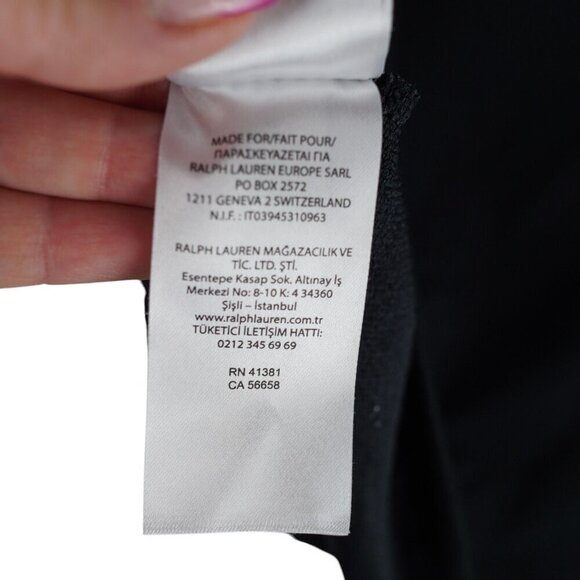 MADE FOR/FAIT POUR/
ΠΑΡΑΣΚΕΥΑΖΕΤΑΙ ΓΙΑ
RALPH LAUREN EUROPE SARL
PO BOX 2572
1211 GENEVA 2 SWITZERLAND
N.I.F. : IT03945310963
RALPH LAUREN MAĞAZACILIK VE
TİC. LTD. ŞTİ.
Esentepe Kasap Sok. Altınay İş
Merkezi No: 8-10 K: 4 34360
Şişli – İstanbul
www.ralphlauren.com.tr
TÜKETİCİ İLETİŞİM HATTI:
0212 345 69 69
RN 41381
CA 56658